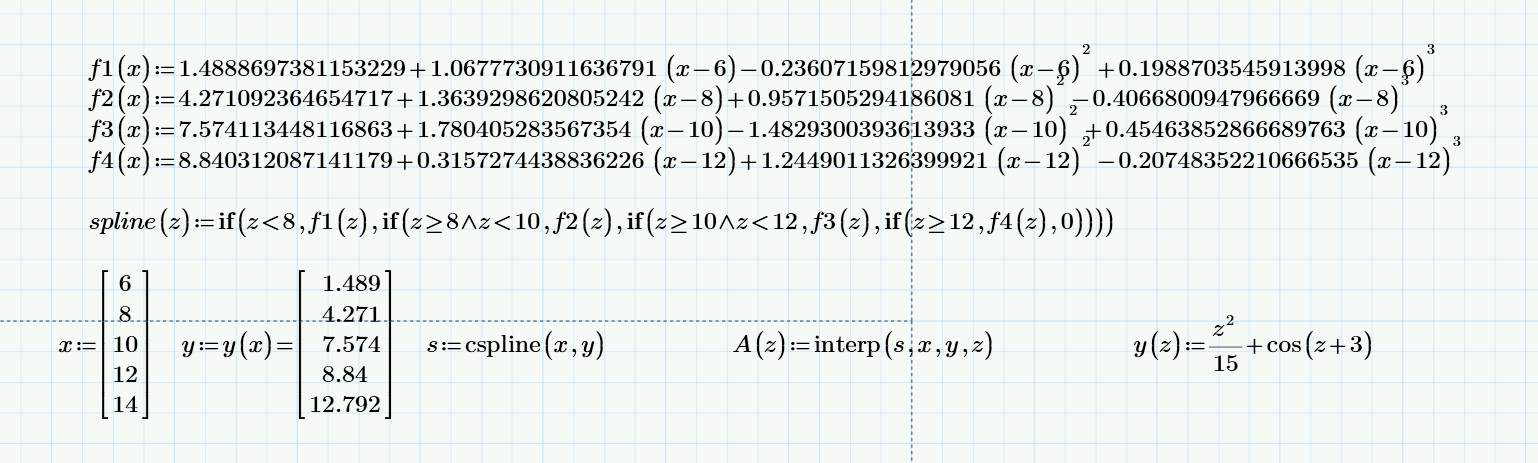 f1(x):=1.4888697381153229+1.0677730911636791 (x−6)−0.23607159812979056 (x−6)² +0.1988703545913998 (x−6)³
f2(x):=4.271092364654717+1.3639298620805242 (x−8)+0.9571505294186081 (x−8)² −0.4066800947966669 (x−8)³
f3(x):=7.574113448116863+1.780405283567354 (x−10)−1.4829300393613933 (x−10)² +0.45463852866689763 (x−10)³
f4(x):=8.840312087141179+0.3157274438836226 (x−12)+1.2449011326399921 (x−12)² −0.20748352210666535 (x−12)³
spline(z):=if(z<8,f1(z),if(z≥8∧z<10,f2(z),if(z≥10∧z<12,f3(z),if(z≥12,f4(z),0))))
x:=[6 8 10 12 14] y:=y(x)=[1.489 4.271 7.574 8.84 12.792] s:=cspline(x,y) A(z):=interp(s,x,y,z) y(z):=z²/15+cos(z+3)